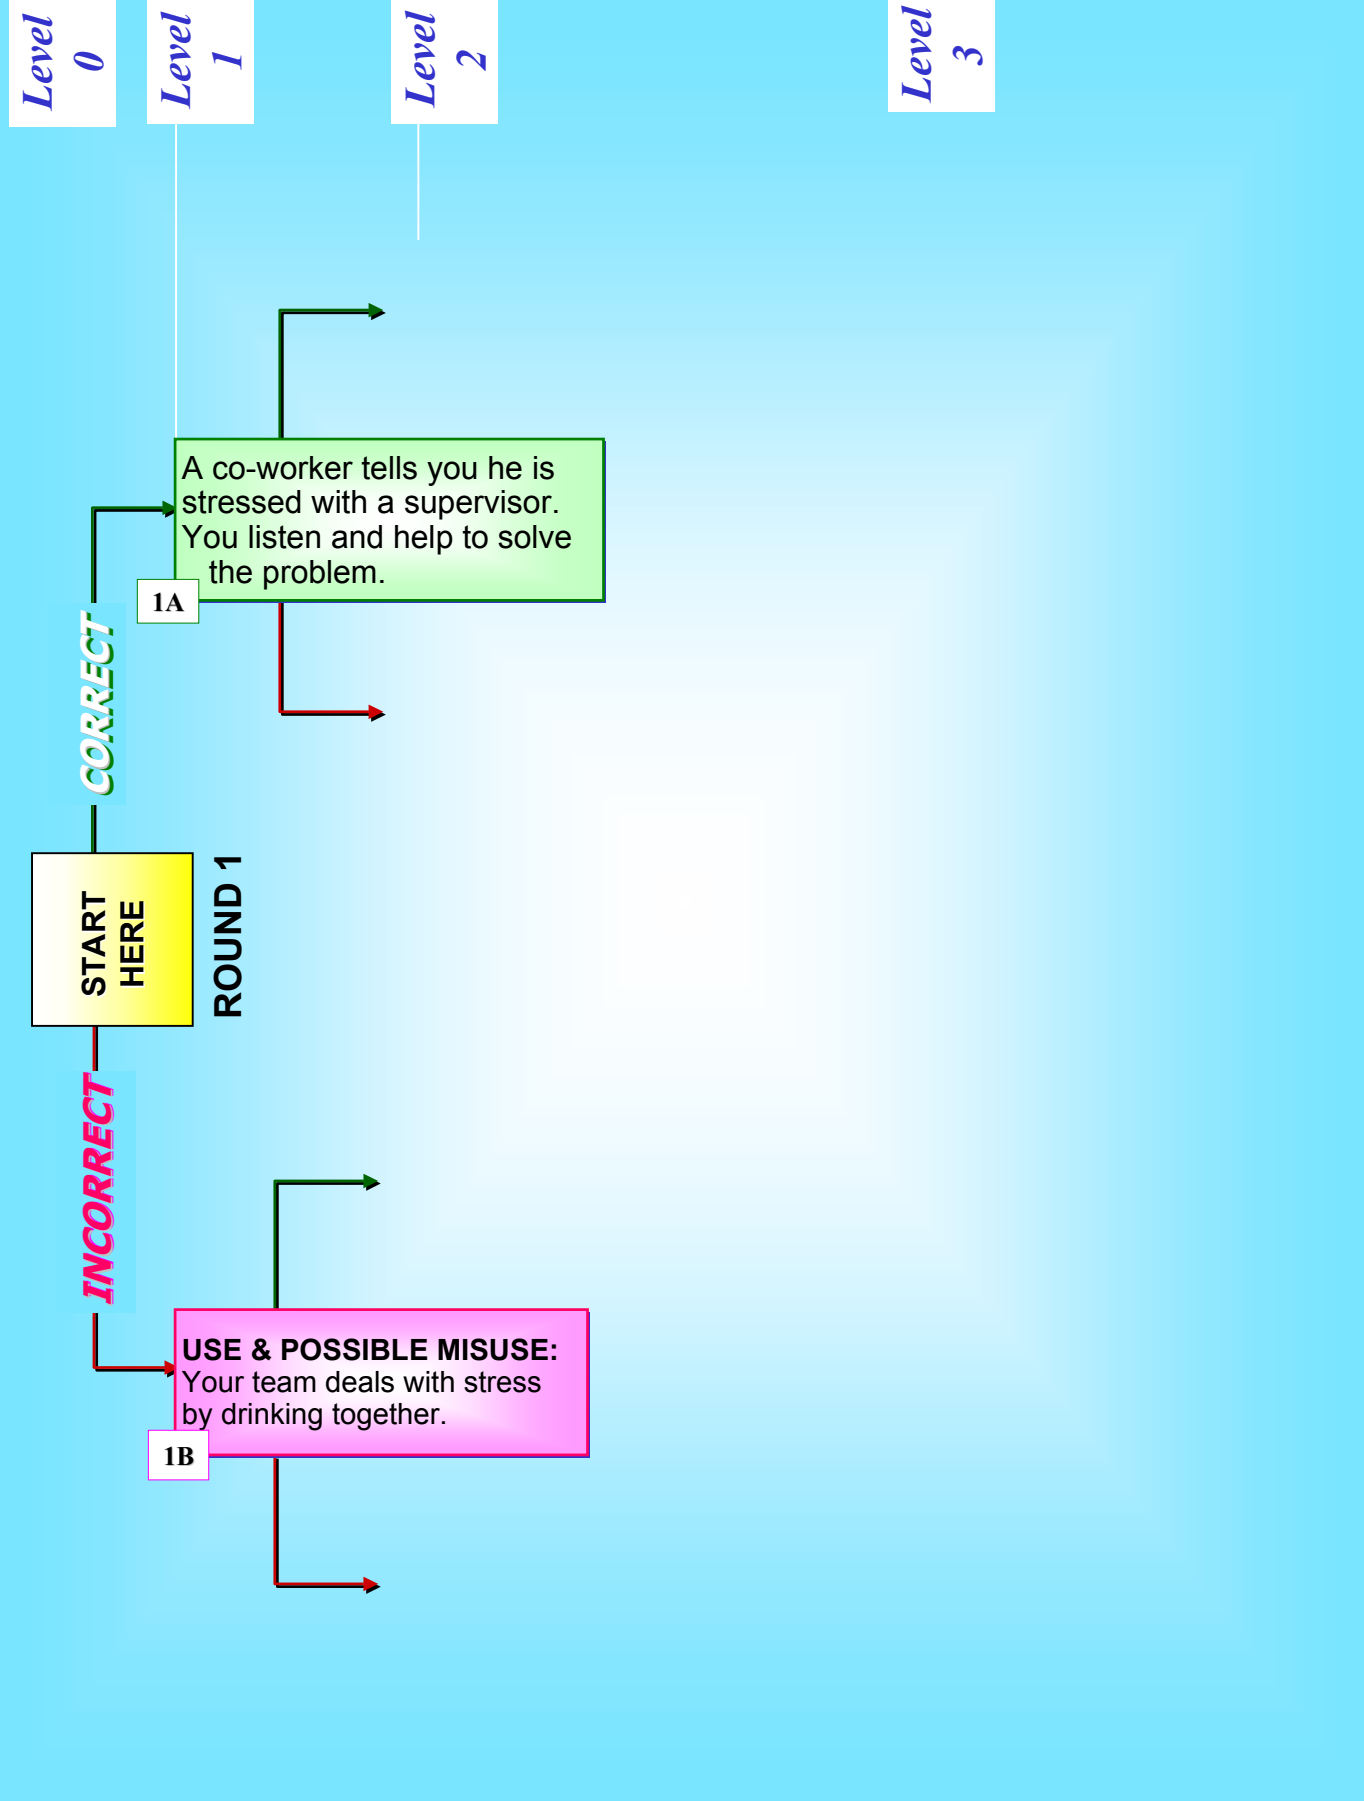 Level
0
Level
1
Level
2
Level
3
A co-worker tells you he is
stressed with a supervisor.
You listen and help to solve
the problem.
1A
CORRECT
START
HERE
ROUND 1
INCORRECT
USE & POSSIBLE MISUSE:
Your team deals with stress
by drinking together.
1B